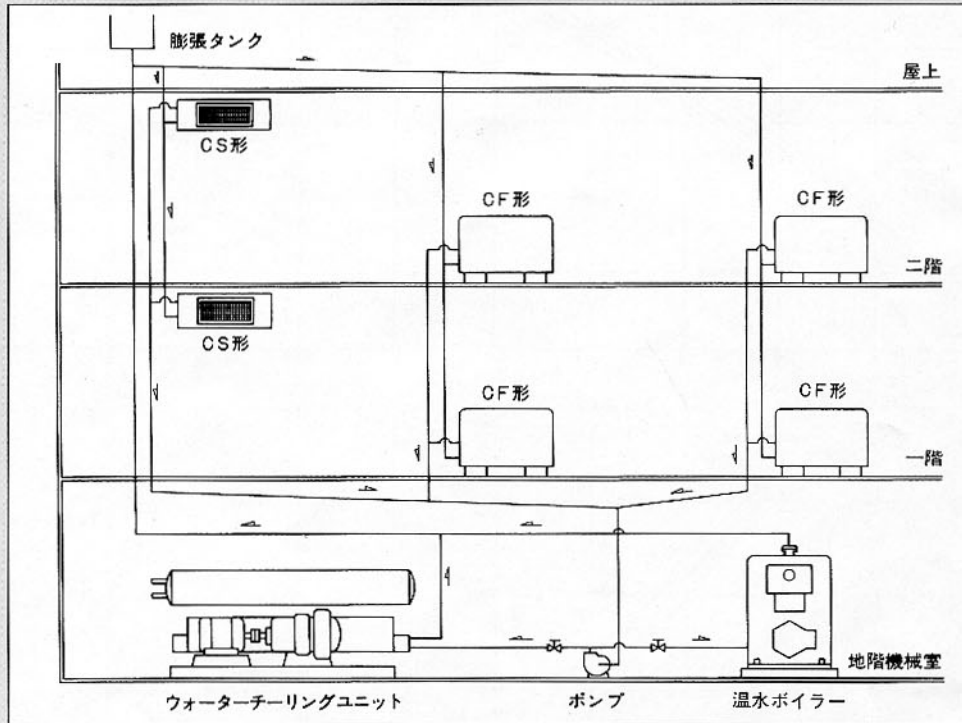 膨張タンク
屋上
CS形
CF形
CF形
二階
CS形
CF形
CF形
一階
地階機械室
ウォーターチーリングユニット
ポンプ
温水ボイラー